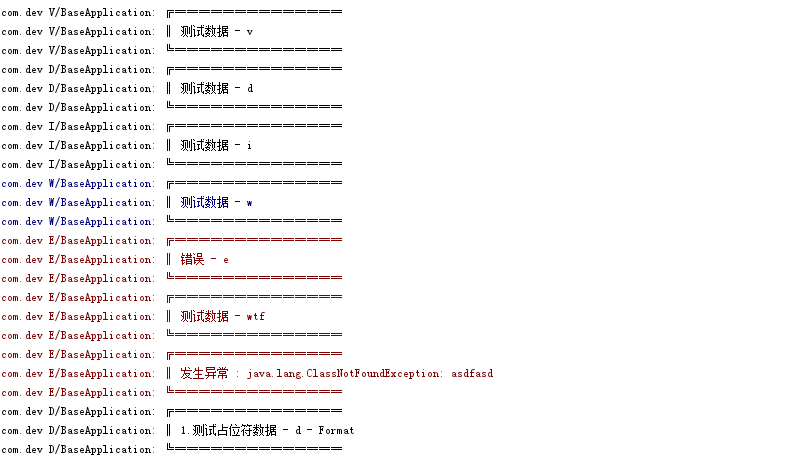 com.dev V/BaseApplication: ╔══════════════
com.dev V/BaseApplication: ║ 测试数据 - v
com.dev V/BaseApplication: ╚══════════════
com.dev D/BaseApplication: ╔══════════════
com.dev D/BaseApplication: ║ 测试数据 - d
com.dev D/BaseApplication: ╚══════════════
com.dev I/BaseApplication: ╔══════════════
com.dev I/BaseApplication: ║ 测试数据 - i
com.dev I/BaseApplication: ╚══════════════
com.dev W/BaseApplication: ╔══════════════
com.dev W/BaseApplication: ║ 测试数据 - w
com.dev W/BaseApplication: ╚══════════════
com.dev E/BaseApplication: ╔══════════════
com.dev E/BaseApplication: ║ 错误 - e
com.dev E/BaseApplication: ╚══════════════
com.dev E/BaseApplication: ╔══════════════
com.dev E/BaseApplication: ║ 测试数据 - wtf
com.dev E/BaseApplication: ╚══════════════
com.dev E/BaseApplication: ╔══════════════
com.dev E/BaseApplication: ║ 发生异常 : java.lang.ClassNotFoundException: asdfasd
com.dev E/BaseApplication: ╚══════════════
com.dev D/BaseApplication: ╔══════════════
com.dev D/BaseApplication: ║ 1.测试占位符数据 - d - Format
com.dev D/BaseApplication: ╚══════════════